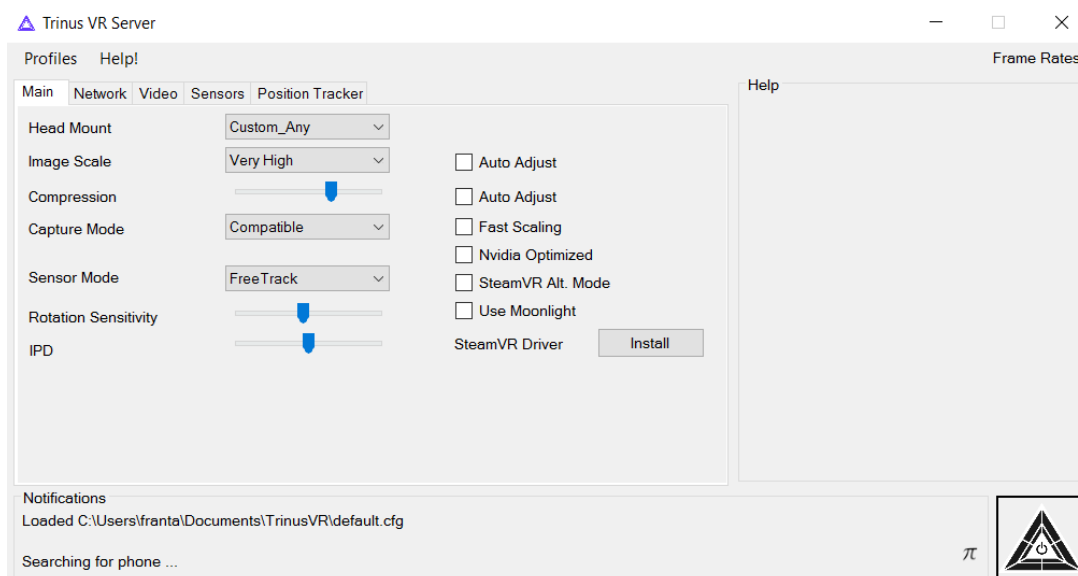 Trinus VR Server
Profiles Help! Frame Rates
Main Network Video Sensors Position Tracker
Help
Head Mount Custom_Any
Image Scale Very High Auto Adjust
Compression Auto Adjust
Capture Mode Compatible Fast Scaling
Nvidia Optimized
Sensor Mode FreeTrack SteamVR Alt. Mode
Rotation Sensitivity Use Moonlight
IPD SteamVR Driver Install
Notifications
Loaded C:\Users\franta\Documents\TrinusVR\default.cfg
Searching for phone ... π